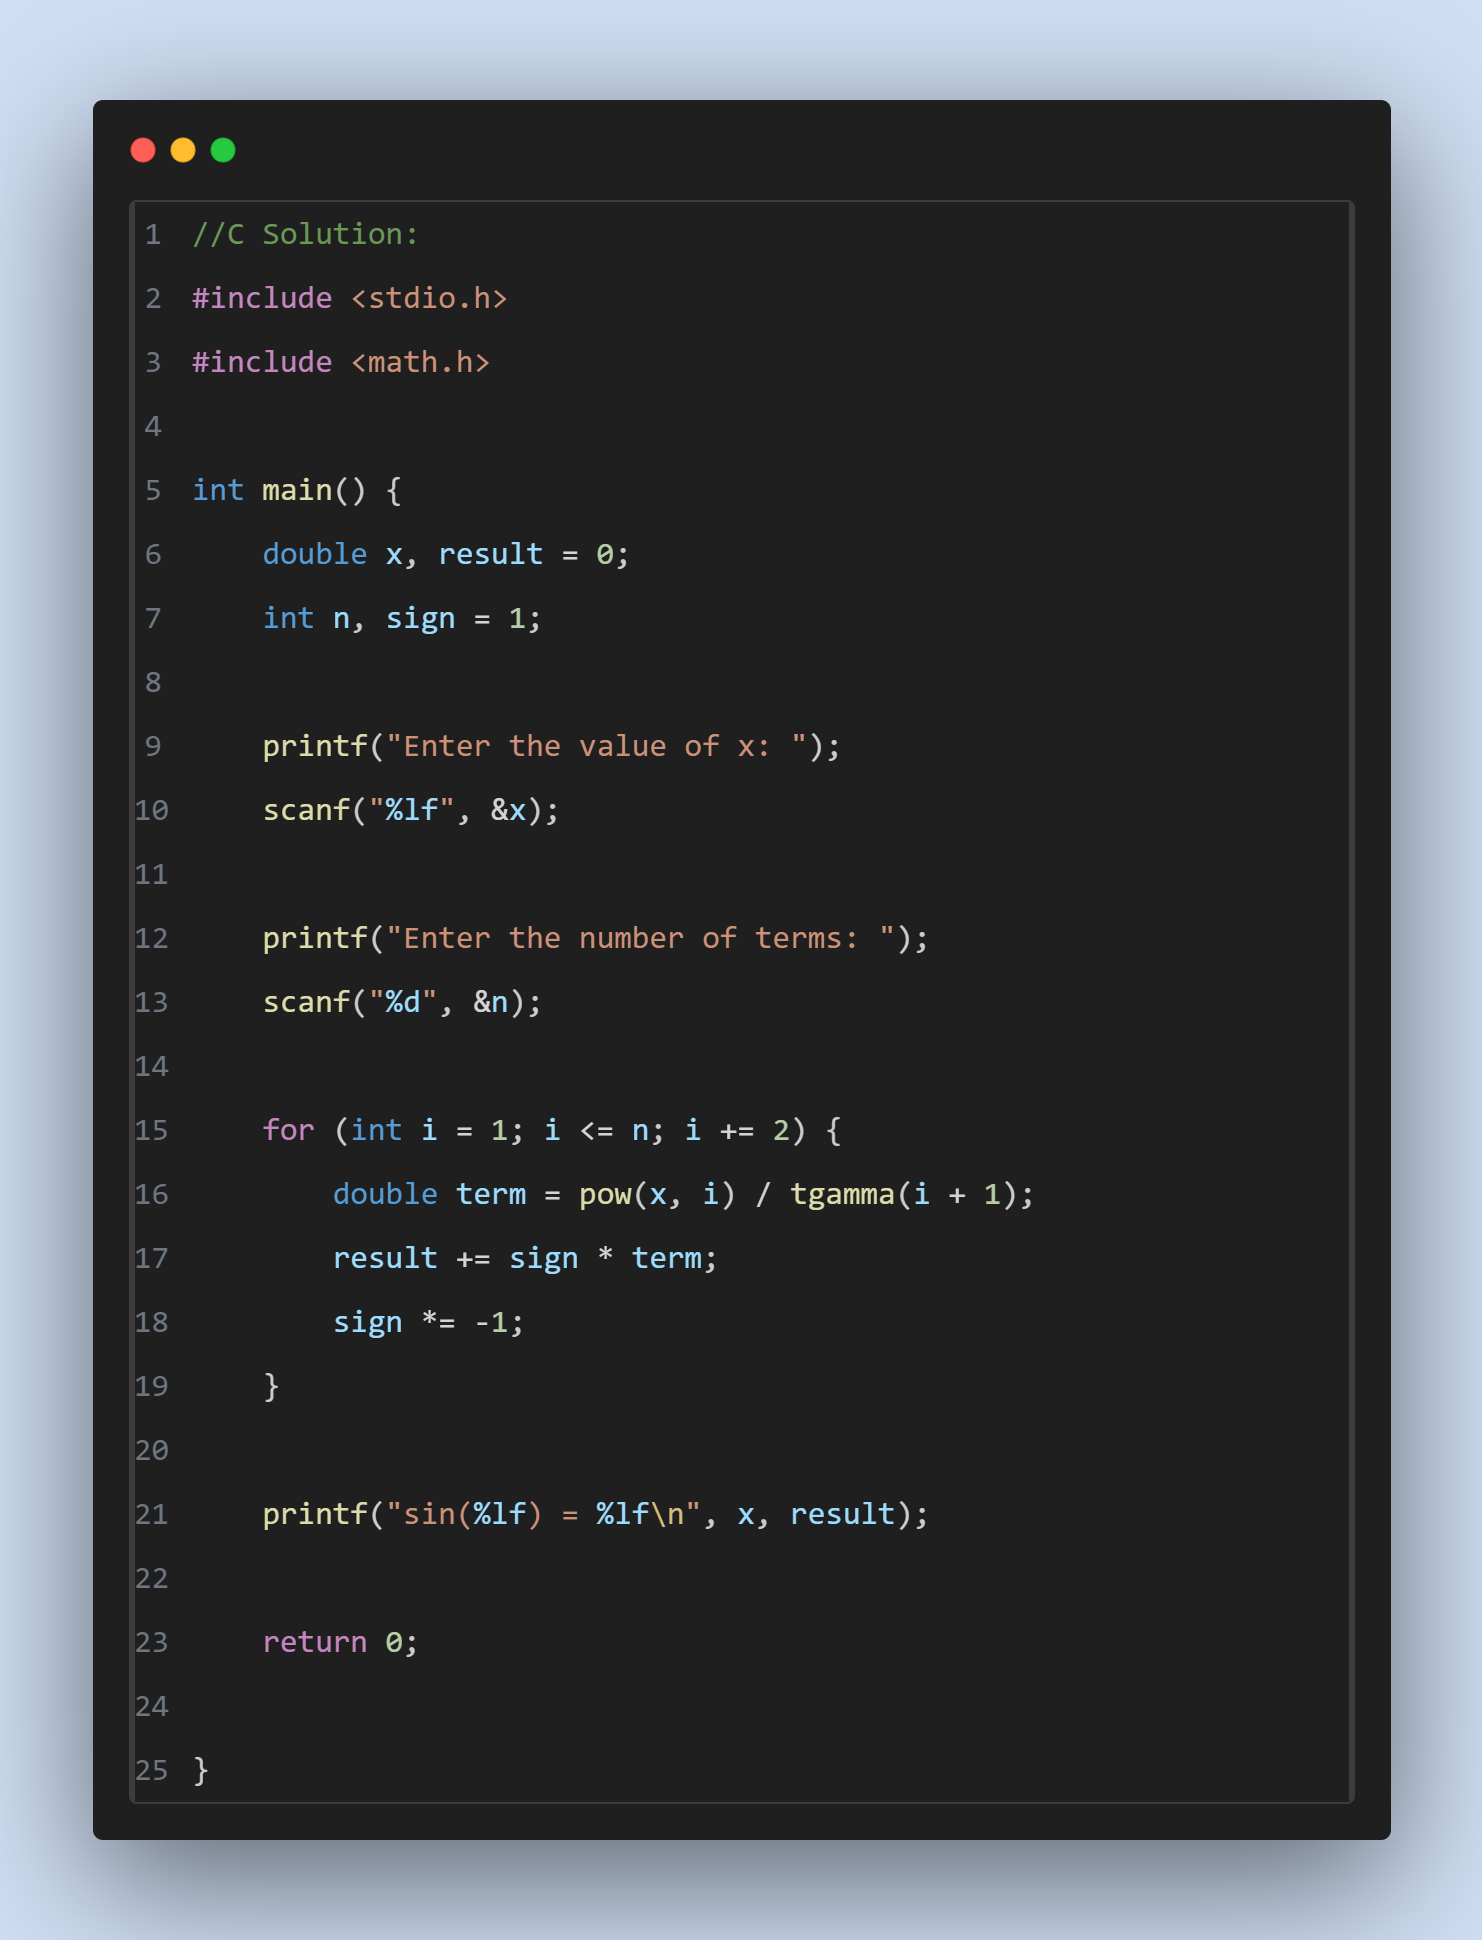 1 //C Solution:
2 #include <stdio.h>
3 #include <math.h>
4
5 int main() {
6     double x, result = 0;
7     int n, sign = 1;
8
9     printf("Enter the value of x: ");
10     scanf("%lf", &x);
11
12     printf("Enter the number of terms: ");
13     scanf("%d", &n);
14
15     for (int i = 1; i <= n; i += 2) {
16         double term = pow(x, i) / tgamma(i + 1);
17         result += sign * term;
18         sign *= -1;
19     }
20
21     printf("sin(%lf) = %lf\n", x, result);
22
23     return 0;
24
25 }